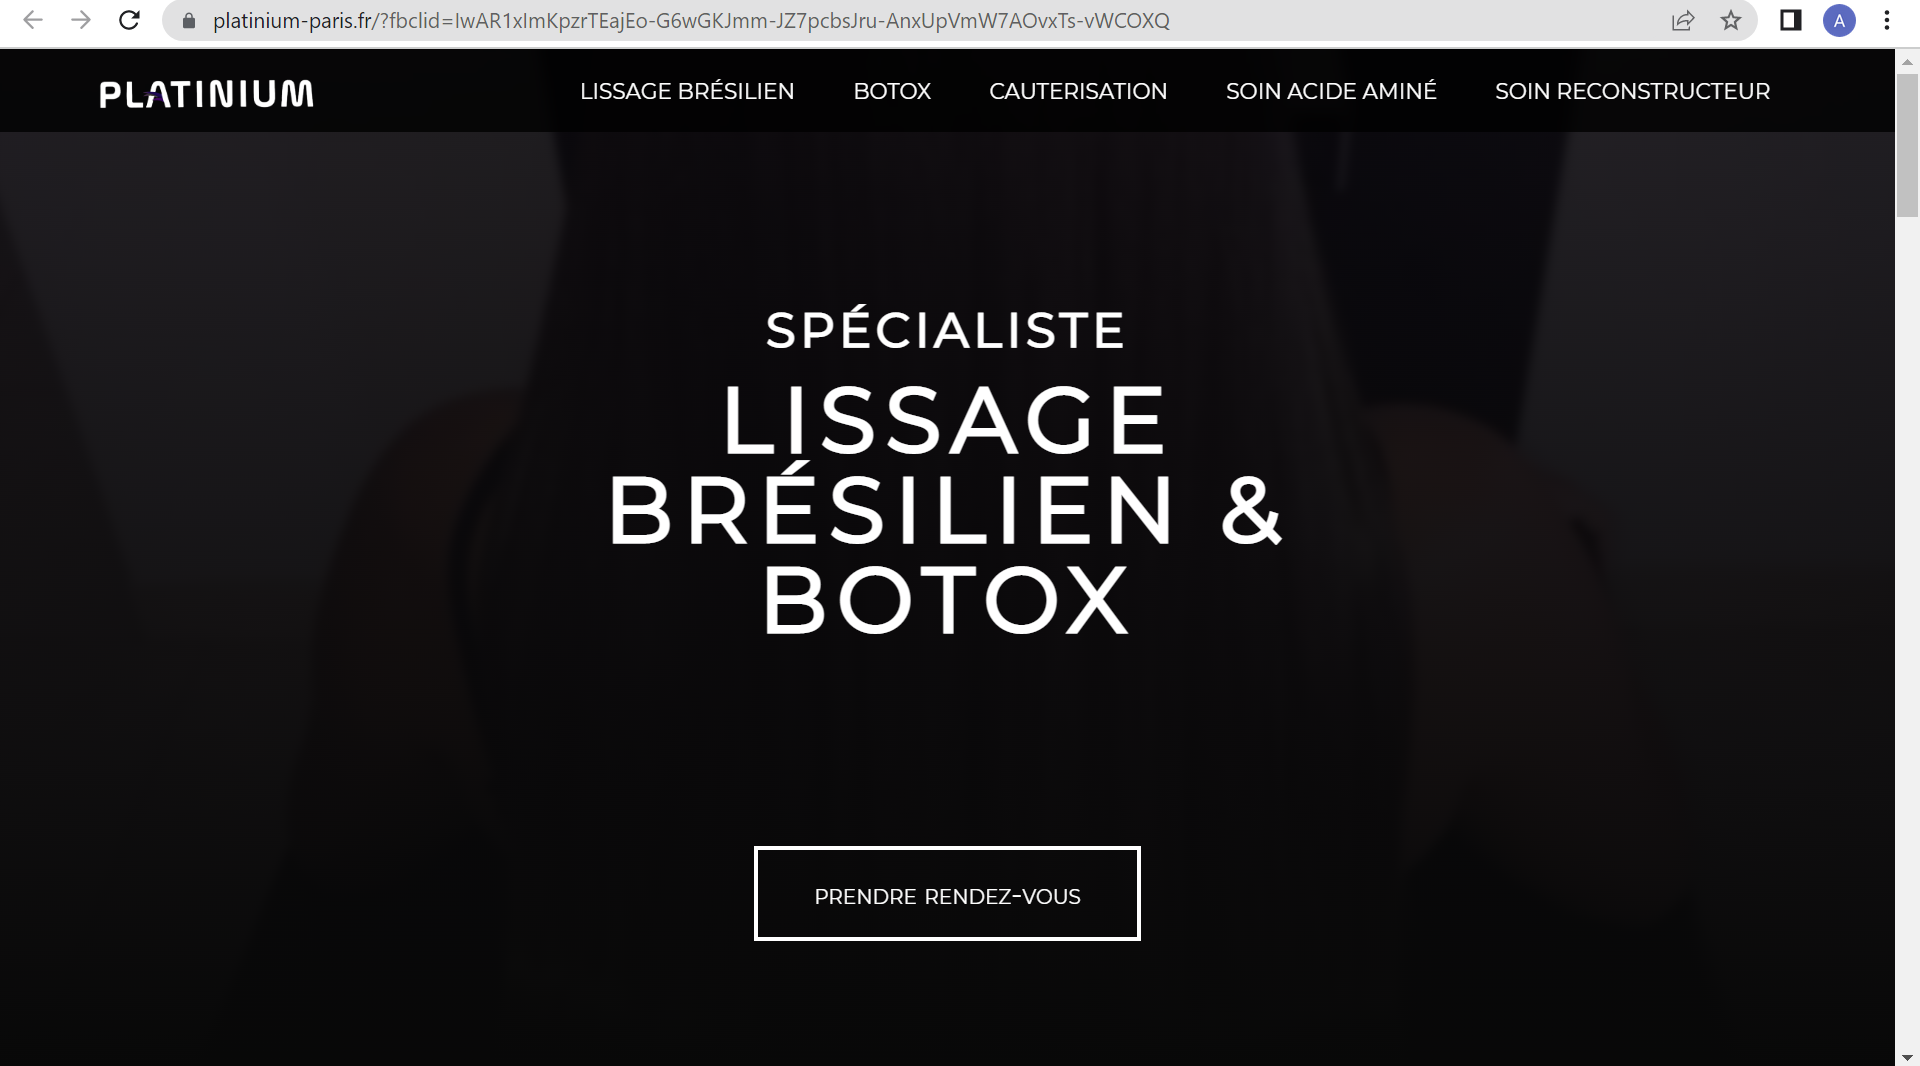 platinium-paris.fr/?fbclid=IwAR1xImKpzrTEajEo-G6wGKJmm-JZ7pcbsJru-AnxUpVmW7AOvxTs-vWCOXQ
A
PLATINIUM
LISSAGE BRÉSILIEN
BOTOX
CAUTERISATION
SOIN ACIDE AMINÉ
SOIN RECONSTRUCTEUR
SPÉCIALISTE
LISSAGE
BRÉSILIEN &
BOTOX
PRENDRE RENDEZ-VOUS